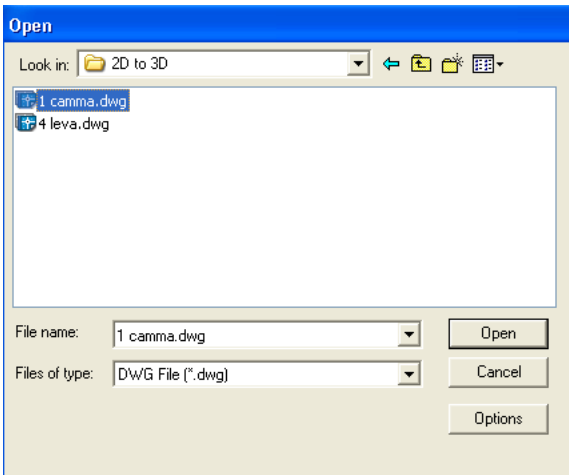 Open
Look in: 2D to 3D
1 camma.dwg
4 leva.dwg
File name: 1 camma.dwg Open
Files of type: DWG File (*.dwg) Cancel
Options